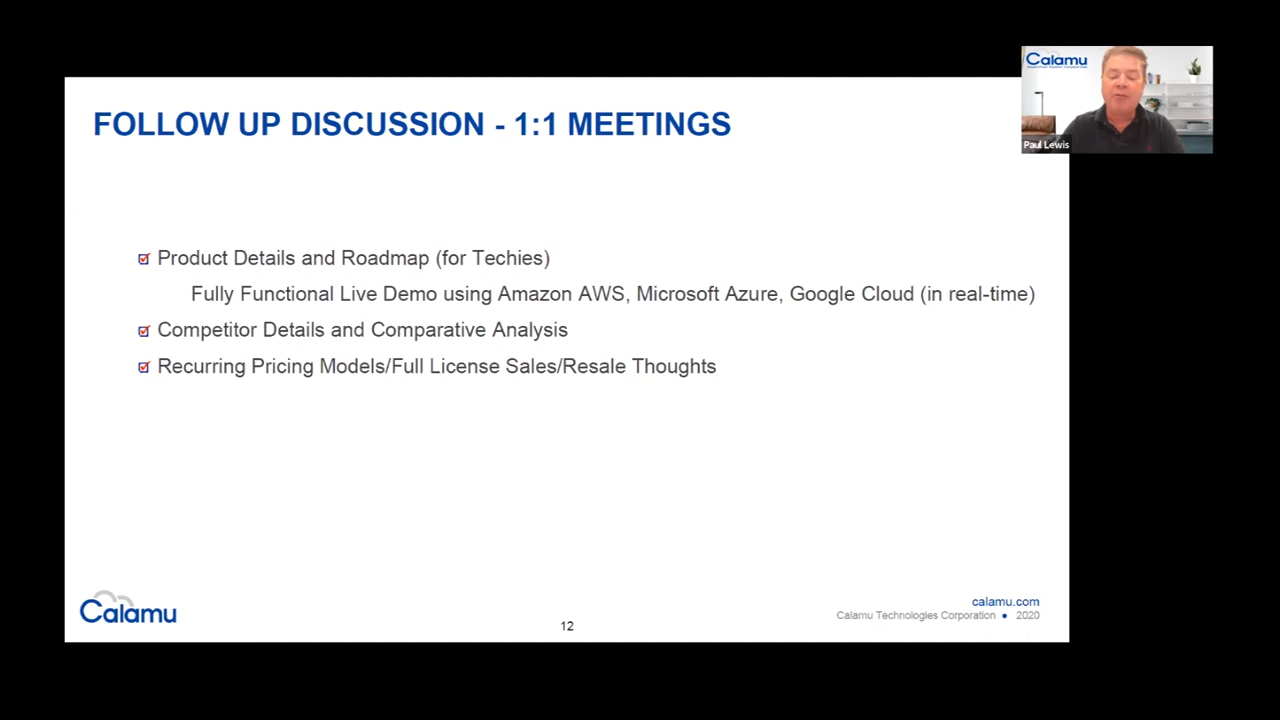 Calamu
Paul Lewis
FOLLOW UP DISCUSSION - 1:1 MEETINGS
Product Details and Roadmap (for Techies)
Fully Functional Live Demo using Amazon AWS, Microsoft Azure, Google Cloud (in real-time)
Competitor Details and Comparative Analysis
Recurring Pricing Models/Full License Sales/Resale Thoughts
Calamu
12
calamu.com
Calamu Technologies Corporation ● 2020